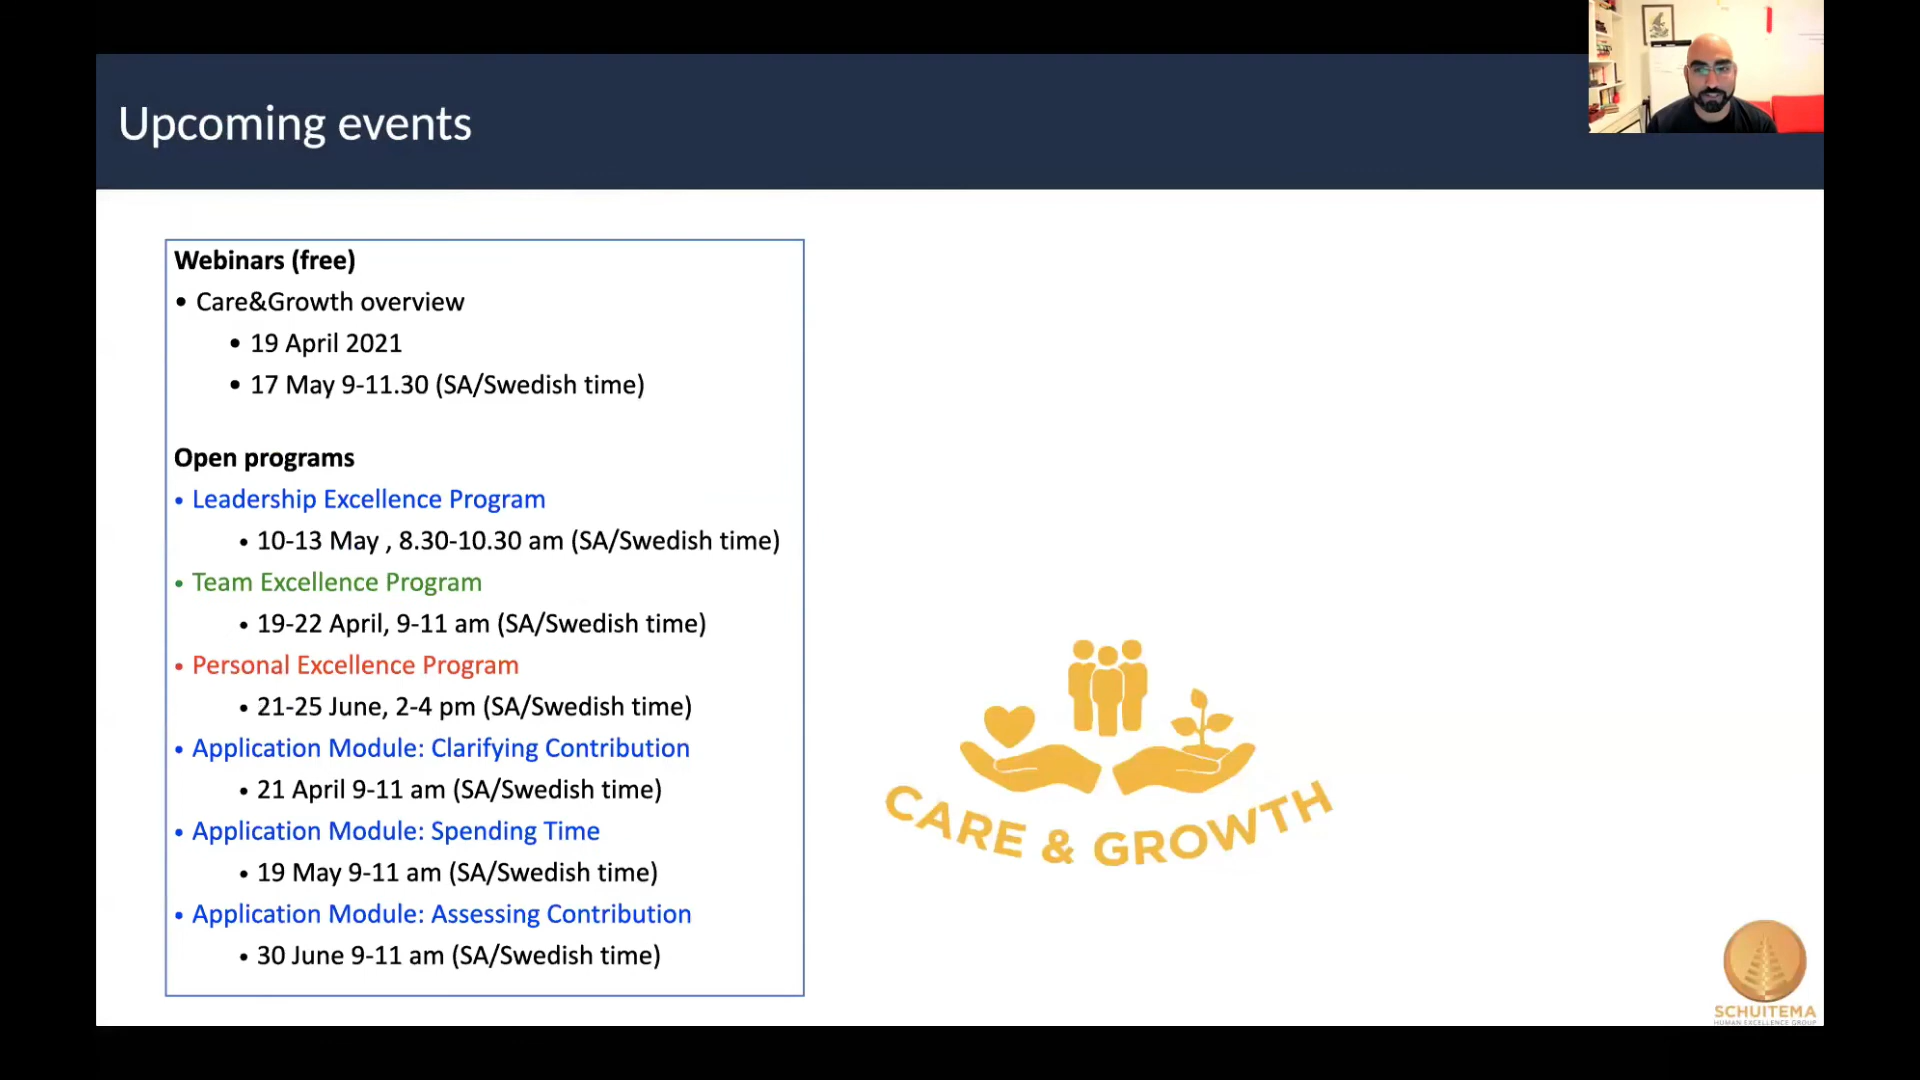 Upcoming events
Webinars (free)
• Care&Growth overview
• 19 April 2021
• 17 May 9-11.30 (SA/Swedish time)
Open programs
• Leadership Excellence Program
• 10-13 May , 8.30-10.30 am (SA/Swedish time)
• Team Excellence Program
• 19-22 April, 9-11 am (SA/Swedish time)
• Personal Excellence Program
• 21-25 June, 2-4 pm (SA/Swedish time)
• Application Module: Clarifying Contribution
• 21 April 9-11 am (SA/Swedish time)
• Application Module: Spending Time
• 19 May 9-11 am (SA/Swedish time)
• Application Module: Assessing Contribution
• 30 June 9-11 am (SA/Swedish time)
CARE & GROWTH
SCHUITEMA
HUMAN EXCELLENCE GROUP